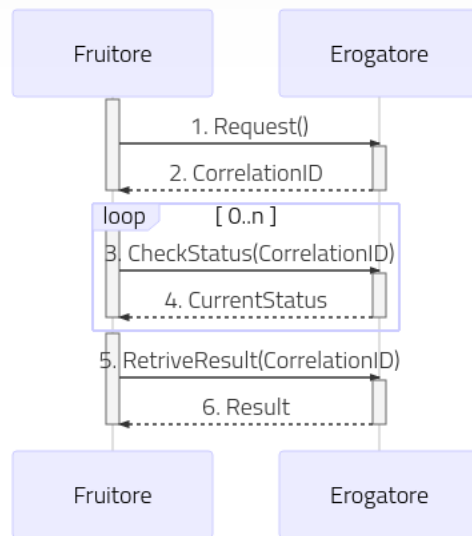 Fruitore
Erogatore
1. Request()
2. CorrelationID
loop
[ 0..n ]
3. CheckStatus(CorrelationID)
4. CurrentStatus
5. RetriveResult(CorrelationID)
6. Result
Fruitore
Erogatore